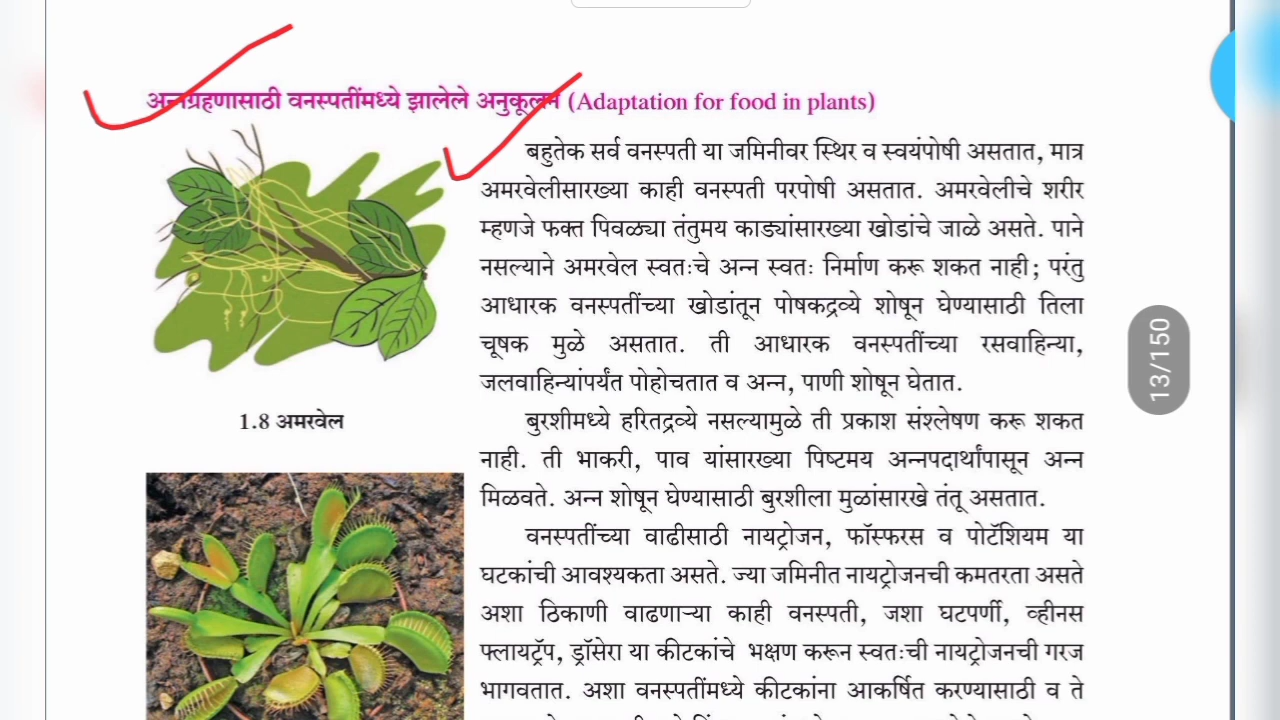 अन्नग्रहणासाठी वनस्पतींमध्ये झालेले अनुकूलन (Adaptation for food in plants)
बहुतेक सर्व वनस्पती या जमिनीवर स्थिर व स्वयंपोषी असतात, मात्र
अमरवेलीसारख्या काही वनस्पती परपोषी असतात. अमरवेलीचे शरीर
म्हणजे फक्त पिवळ्या तंतुमय काड्यांसारख्या खोडांचे जाळे असते. पाने
नसल्याने अमरवेल स्वतःचे अन्न स्वतः निर्माण करू शकत नाही; परंतु
आधारक वनस्पतींच्या खोडांतून पोषकद्रव्ये शोषून घेण्यासाठी तिला
चूषक मुळे असतात. ती आधारक वनस्पतींच्या रसवाहिन्या,
जलवाहिन्यांपर्यंत पोहोचतात व अन्न, पाणी शोषून घेतात.
1.8 अमरवेल
बुरशीमध्ये हरितद्रव्ये नसल्यामुळे ती प्रकाश संश्लेषण करू शकत
नाही. ती भाकरी, पाव यांसारख्या पिष्टमय अन्नपदार्थांपासून अन्न
मिळवते. अन्न शोषून घेण्यासाठी बुरशीला मुळांसारखे तंतू असतात.
वनस्पतींच्या वाढीसाठी नायट्रोजन, फॉस्फरस व पोटॅशियम या
घटकांची आवश्यकता असते. ज्या जमिनीत नायट्रोजनची कमतरता असते
अशा ठिकाणी वाढणाऱ्या काही वनस्पती, जशा घटपर्णी, व्हीनस
फ्लायट्रॅप, ड्रॉसेरा या कीटकांचे भक्षण करून स्वतःची नायट्रोजनची गरज
भागवतात. अशा वनस्पतींमध्ये कीटकांना आकर्षित करण्यासाठी व ते
13/150